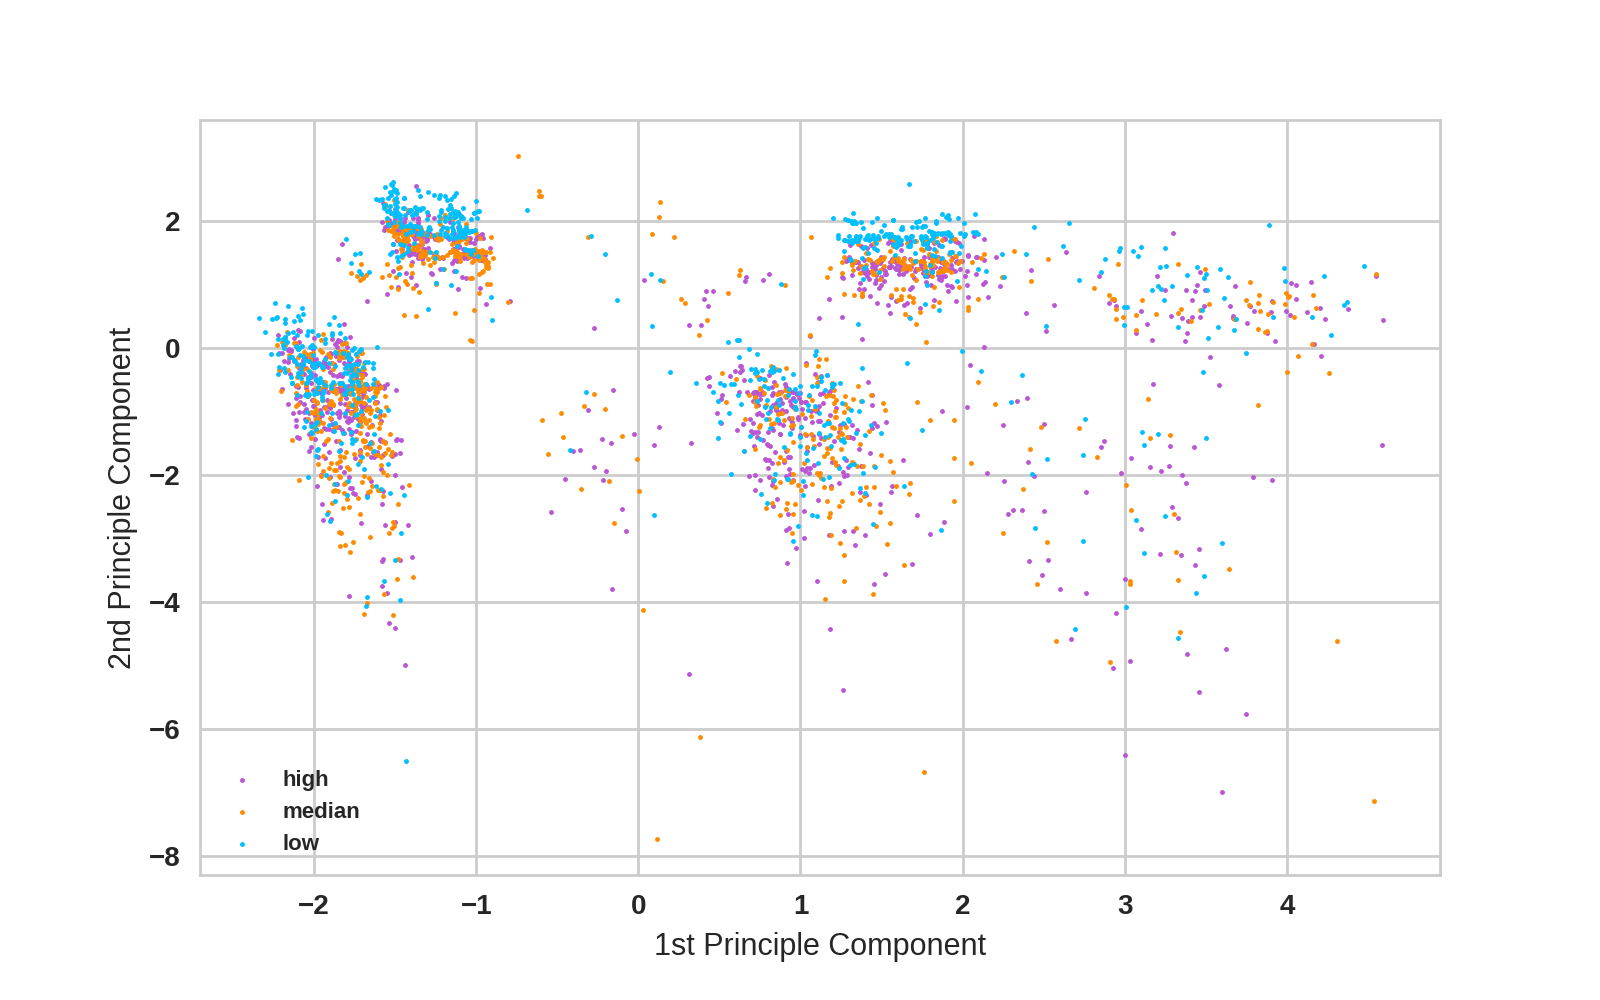 2
0
−2
−4
−6
−8
2nd Principle Component
high
median
low
−2 −1 0 1 2 3 4
1st Principle Component